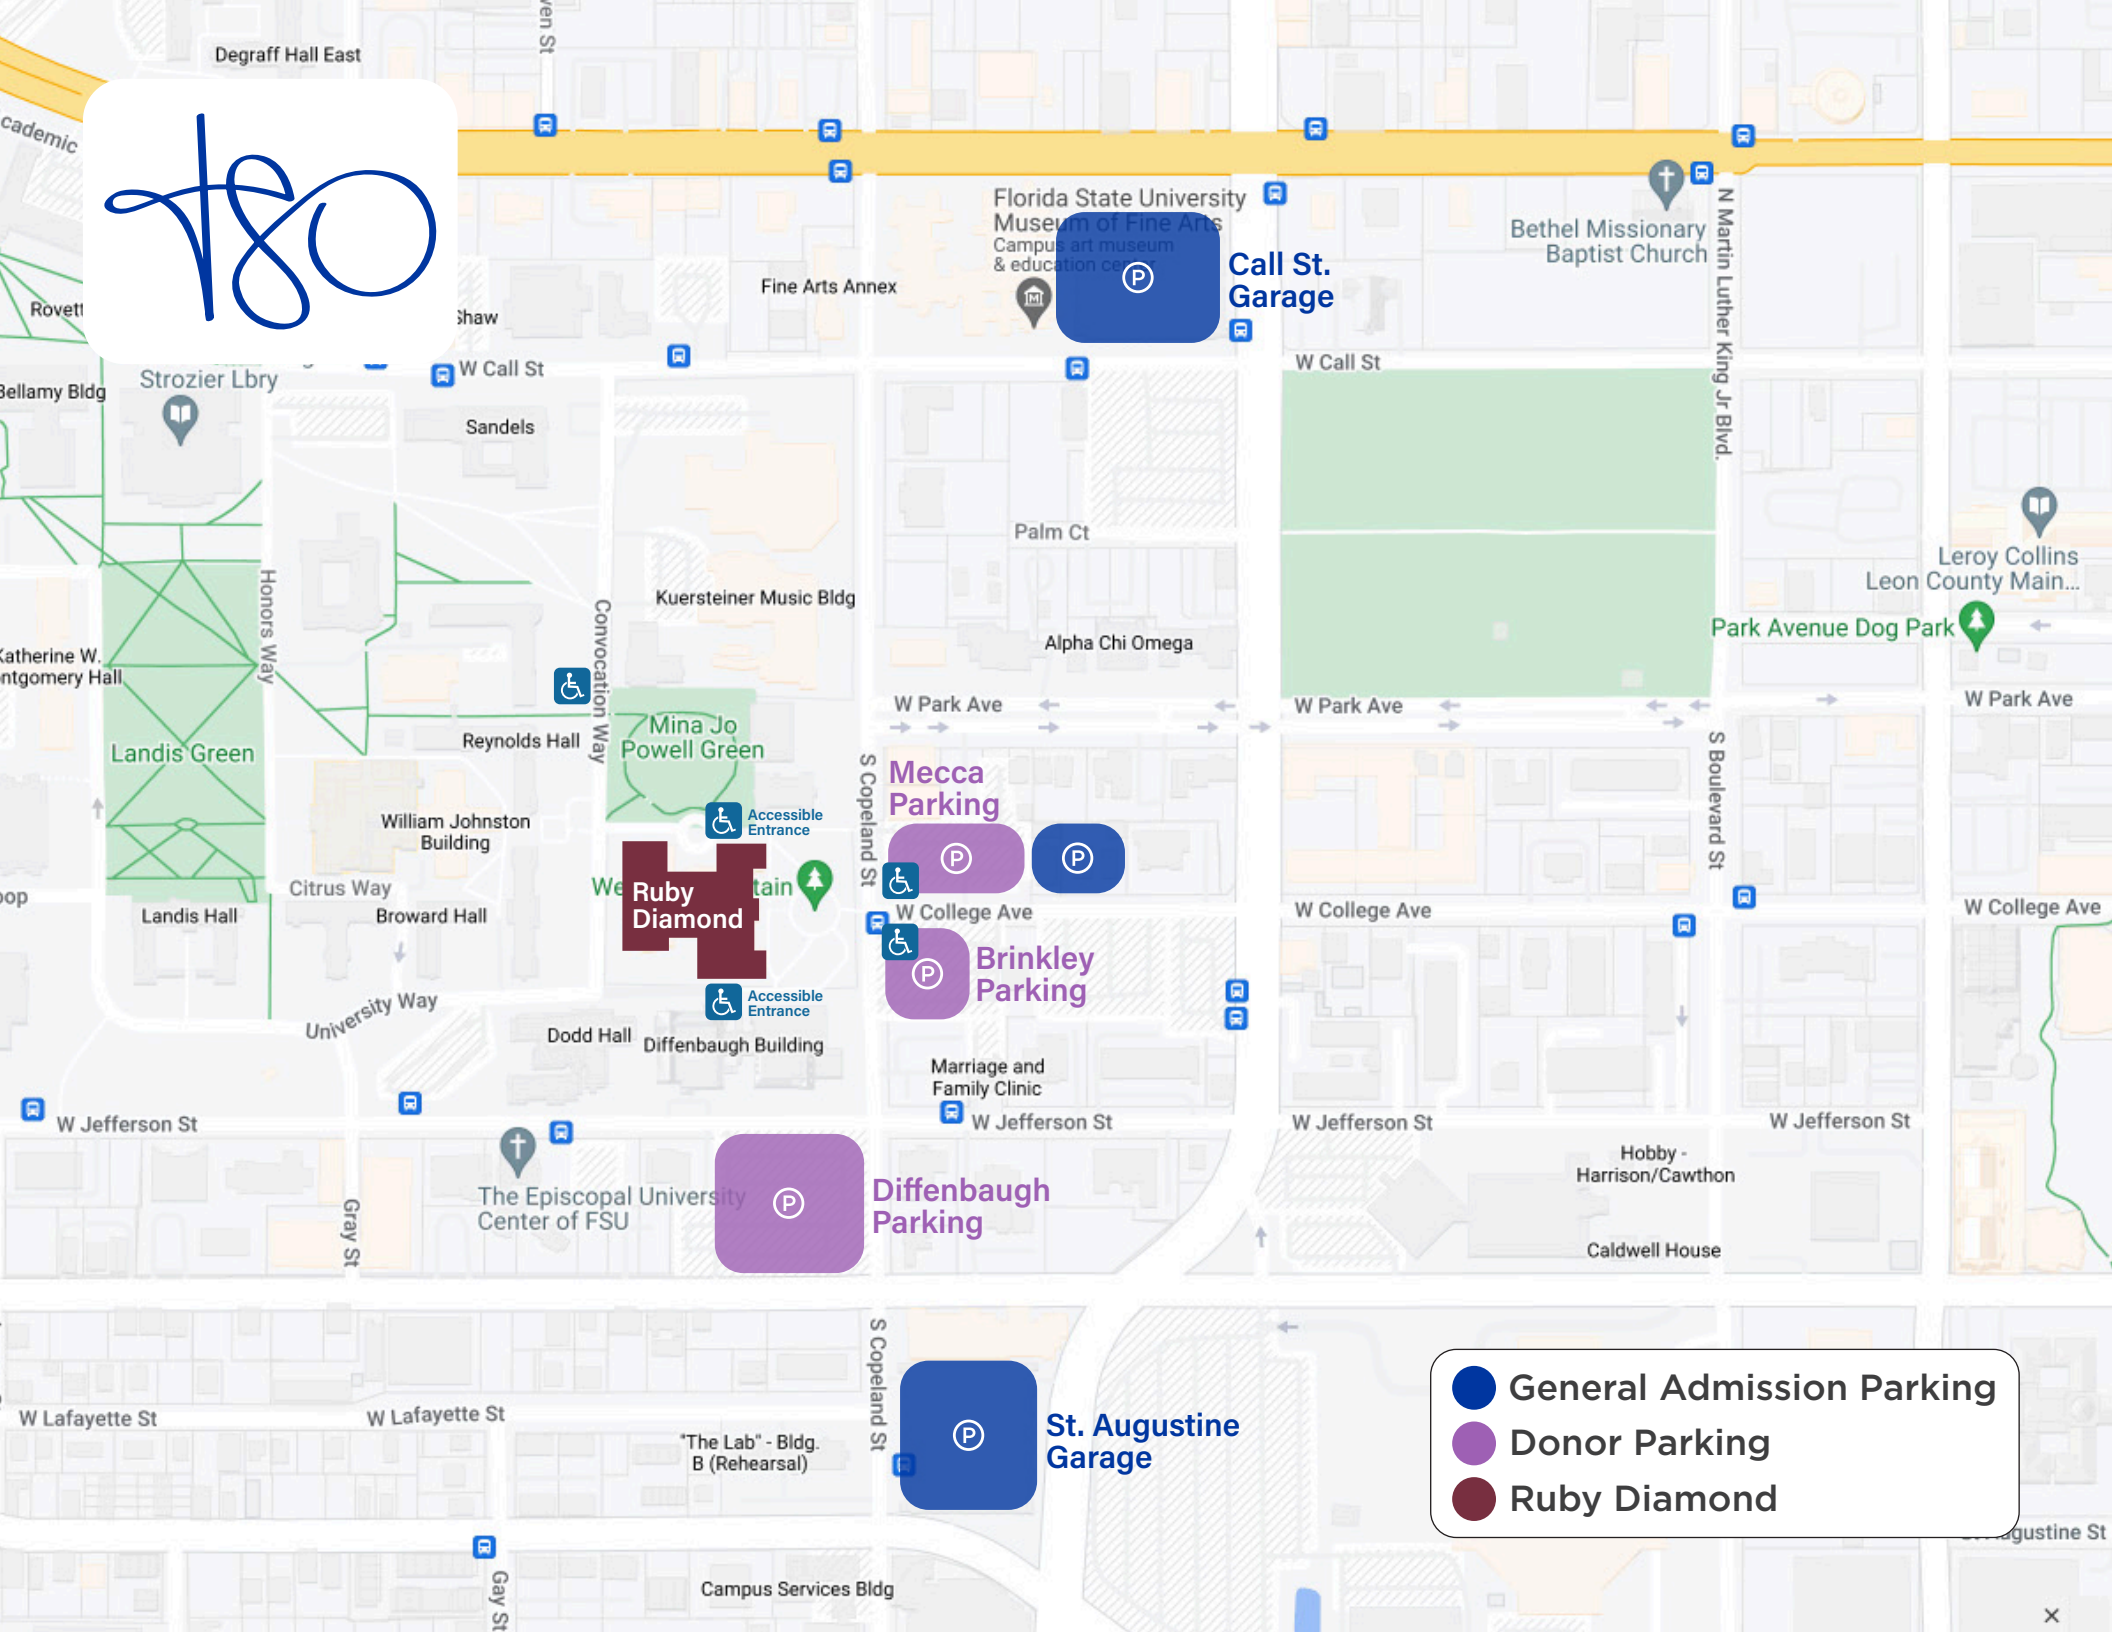 Degraff Hall East
ven St
cademic
TSO
Rovett
Shaw
Florida State University
Museum of Fine Arts
Campus art museum
& education center
Call St.
Garage
Bethel Missionary
Baptist Church
N Martin Luther King Jr Blvd.
Fine Arts Annex
W Call St
W Call St
Strozier Lbry
Bellamy Bldg
Sandels
Palm Ct
Leroy Collins
Leon County Main...
Park Avenue Dog Park
Honors Way
Convocation Way
Kuersteiner Music Bldg
Alpha Chi Omega
Katherine W.
ntgomery Hall
W Park Ave
W Park Ave
W Park Ave
Landis Green
Reynolds Hall
Mina Jo
Powell Green
S Copeland St
S Boulevard St
Mecca
Parking
William Johnston
Building
Accessible
Entrance
P
P
Citrus Way
We
tain
Ruby
Diamond
Landis Hall
Broward Hall
W College Ave
W College Ave
W College Ave
oop
Brinkley
Parking
P
University Way
Accessible
Entrance
Dodd Hall
Diffenbaugh Building
Marriage and
Family Clinic
W Jefferson St
W Jefferson St
W Jefferson St
W Jefferson St
Hobby -
Harrison/Cawthon
The Episcopal University
Center of FSU
P
Diffenbaugh
Parking
Gray St
Caldwell House
S Copeland St
W Lafayette St
W Lafayette St
"The Lab" - Bldg.
B (Rehearsal)
P
St. Augustine
Garage
General Admission Parking
Donor Parking
Ruby Diamond
gustine St
Gay St
Campus Services Bldg
P